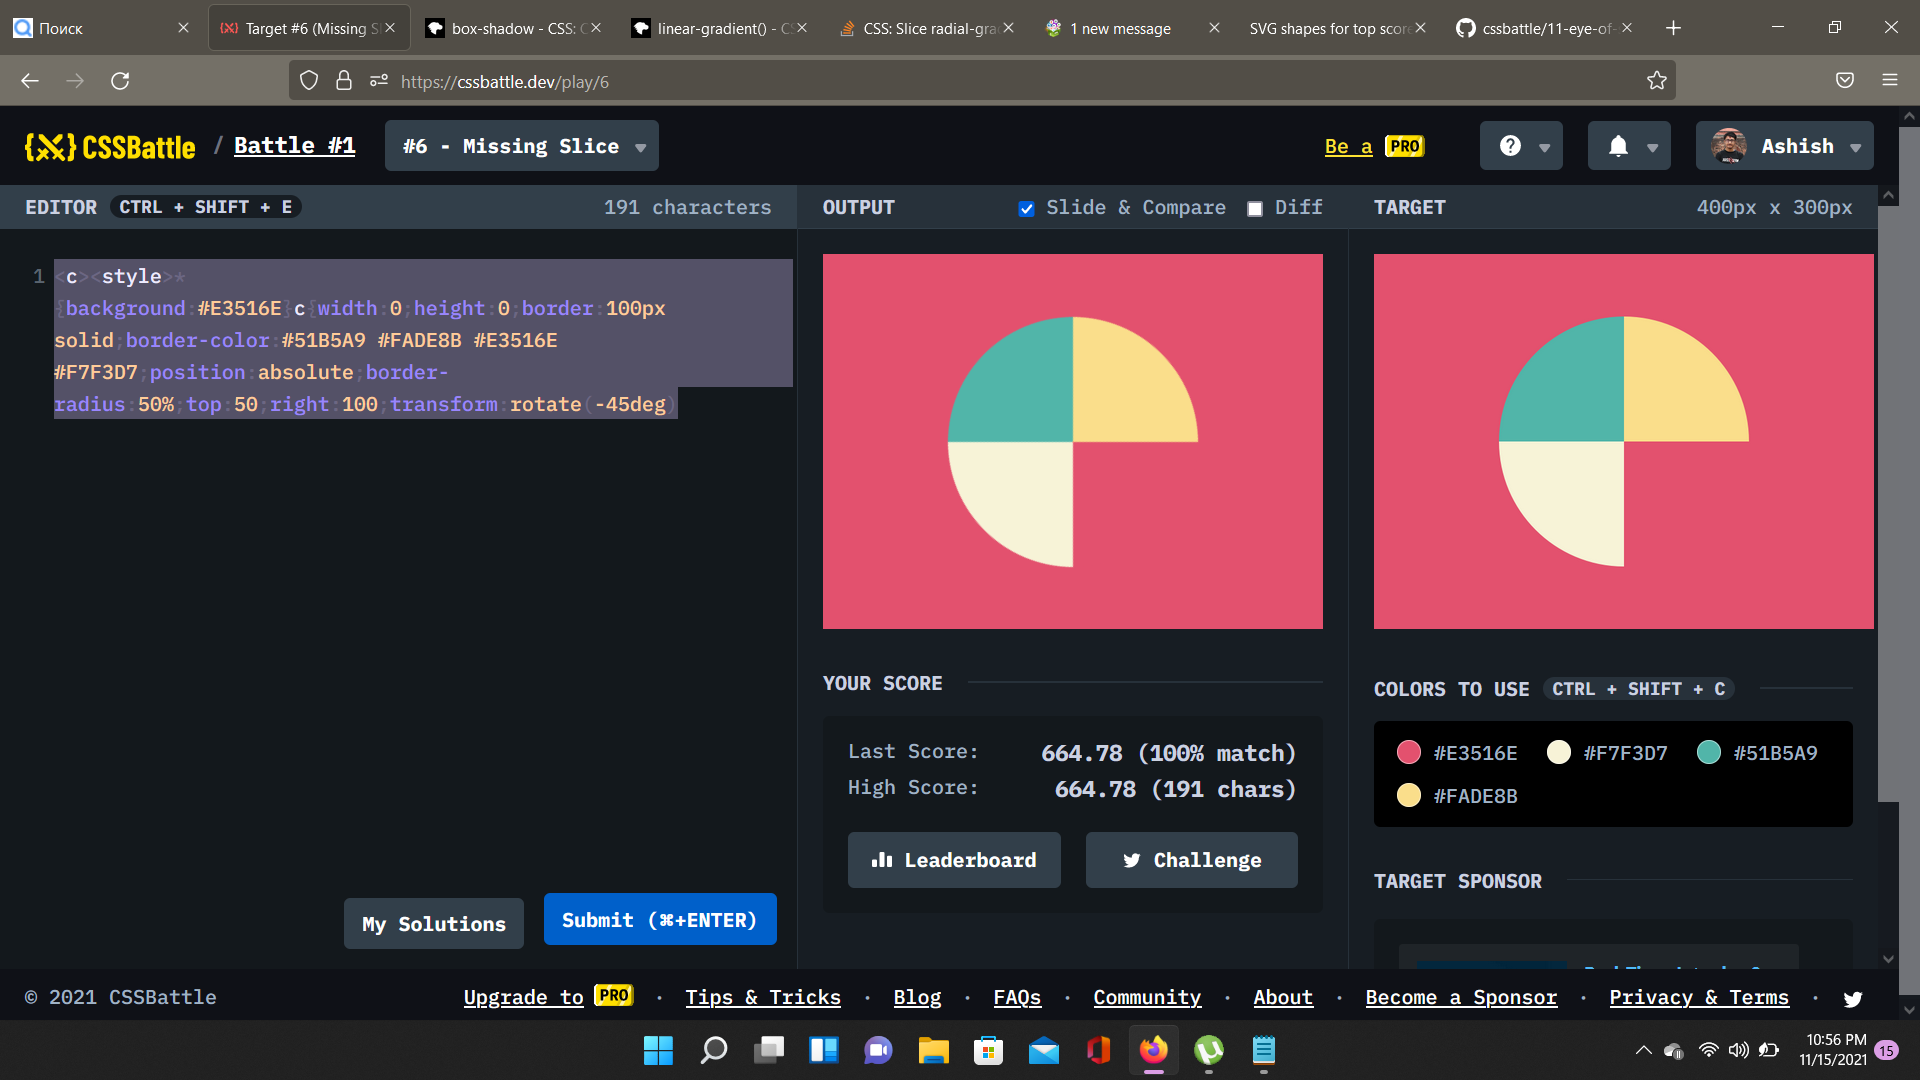 Поиск
Target #6 (Missing S
box-shadow - CSS: C
linear-gradient() - CS
CSS: Slice radial-gra
1 new message
SVG shapes for top score
cssbattle/11-eye-of-
https://cssbattle.dev/play/6
{X} CSSBattle / Battle #1
#6 - Missing Slice
Be a PRO
Ashish
EDITOR CTRL + SHIFT + E
191 characters
OUTPUT
Slide & Compare
Diff
TARGET
400px x 300px
1
<c><style>*
{background:#E3516E}c{width:0;height:0;border:100px
solid;border-color:#51B5A9 #FADE8B #E3516E
#F7F3D7;position:absolute;border-
radius:50%;top:50;right:100;transform:rotate(-45deg)
YOUR SCORE
Last Score: 664.78 (100% match)
High Score: 664.78 (191 chars)
Leaderboard
Challenge
COLORS TO USE CTRL + SHIFT + C
#E3516E #F7F3D7 #51B5A9
#FADE8B
TARGET SPONSOR
My Solutions
Submit (⌘+ENTER)
© 2021 CSSBattle
Upgrade to PRO · Tips & Tricks · Blog · FAQs · Community · About · Become a Sponsor · Privacy & Terms ·
10:56 PM
11/15/2021
15